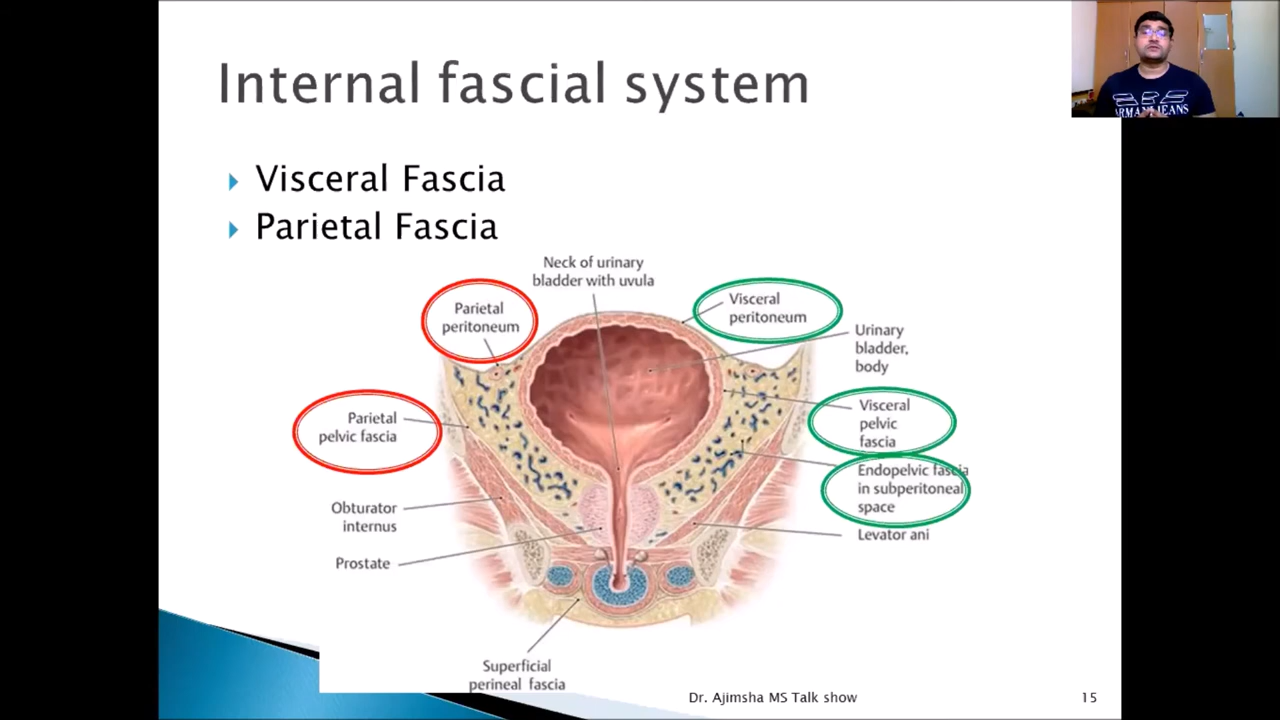 Internal fascial system
Visceral Fascia
Parietal Fascia
Neck of urinary
bladder with uvula
Parietal
peritoneum
Visceral
peritoneum
Urinary
bladder,
body
Parietal
pelvic fascia
Visceral
pelvic
fascia
Endopelvic fascia
in subperitoneal
space
Obturator
internus
Levator ani
Prostate
Superficial
perineal fascia
Dr. Ajimsha MS Talk show
15
ARMANI JEANS